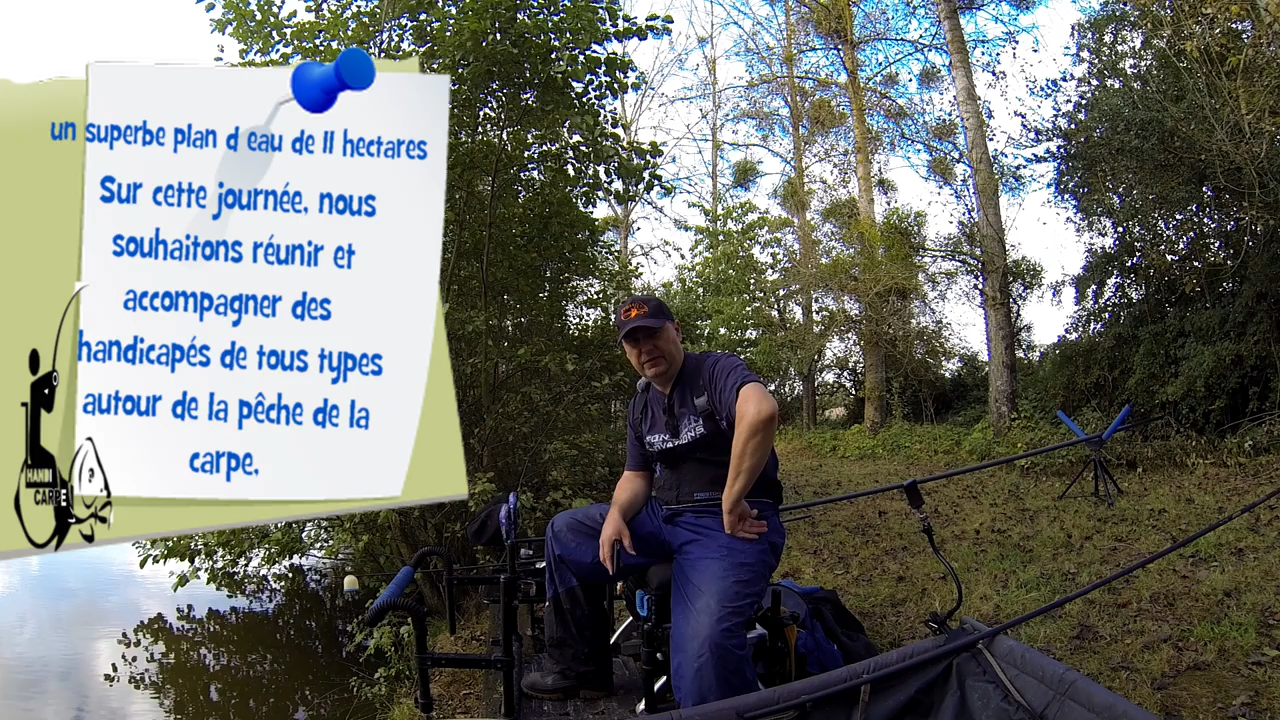 un superbe plan d eau de 11 hectares
Sur cette journée, nous
souhaitons réunir et
accompagner des
handicapés de tous types
autour de la pêche de la
carpe.
HANDI
CARPE